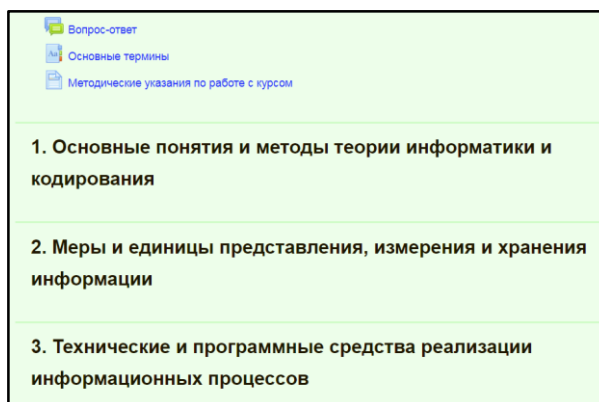 Вопрос-ответ
Aa
Основные термины
Методические указания по работе с курсом
1. Основные понятия и методы теории информатики и
кодирования
2. Меры и единицы представления, измерения и хранения
информации
3. Технические и программные средства реализации
информационных процессов